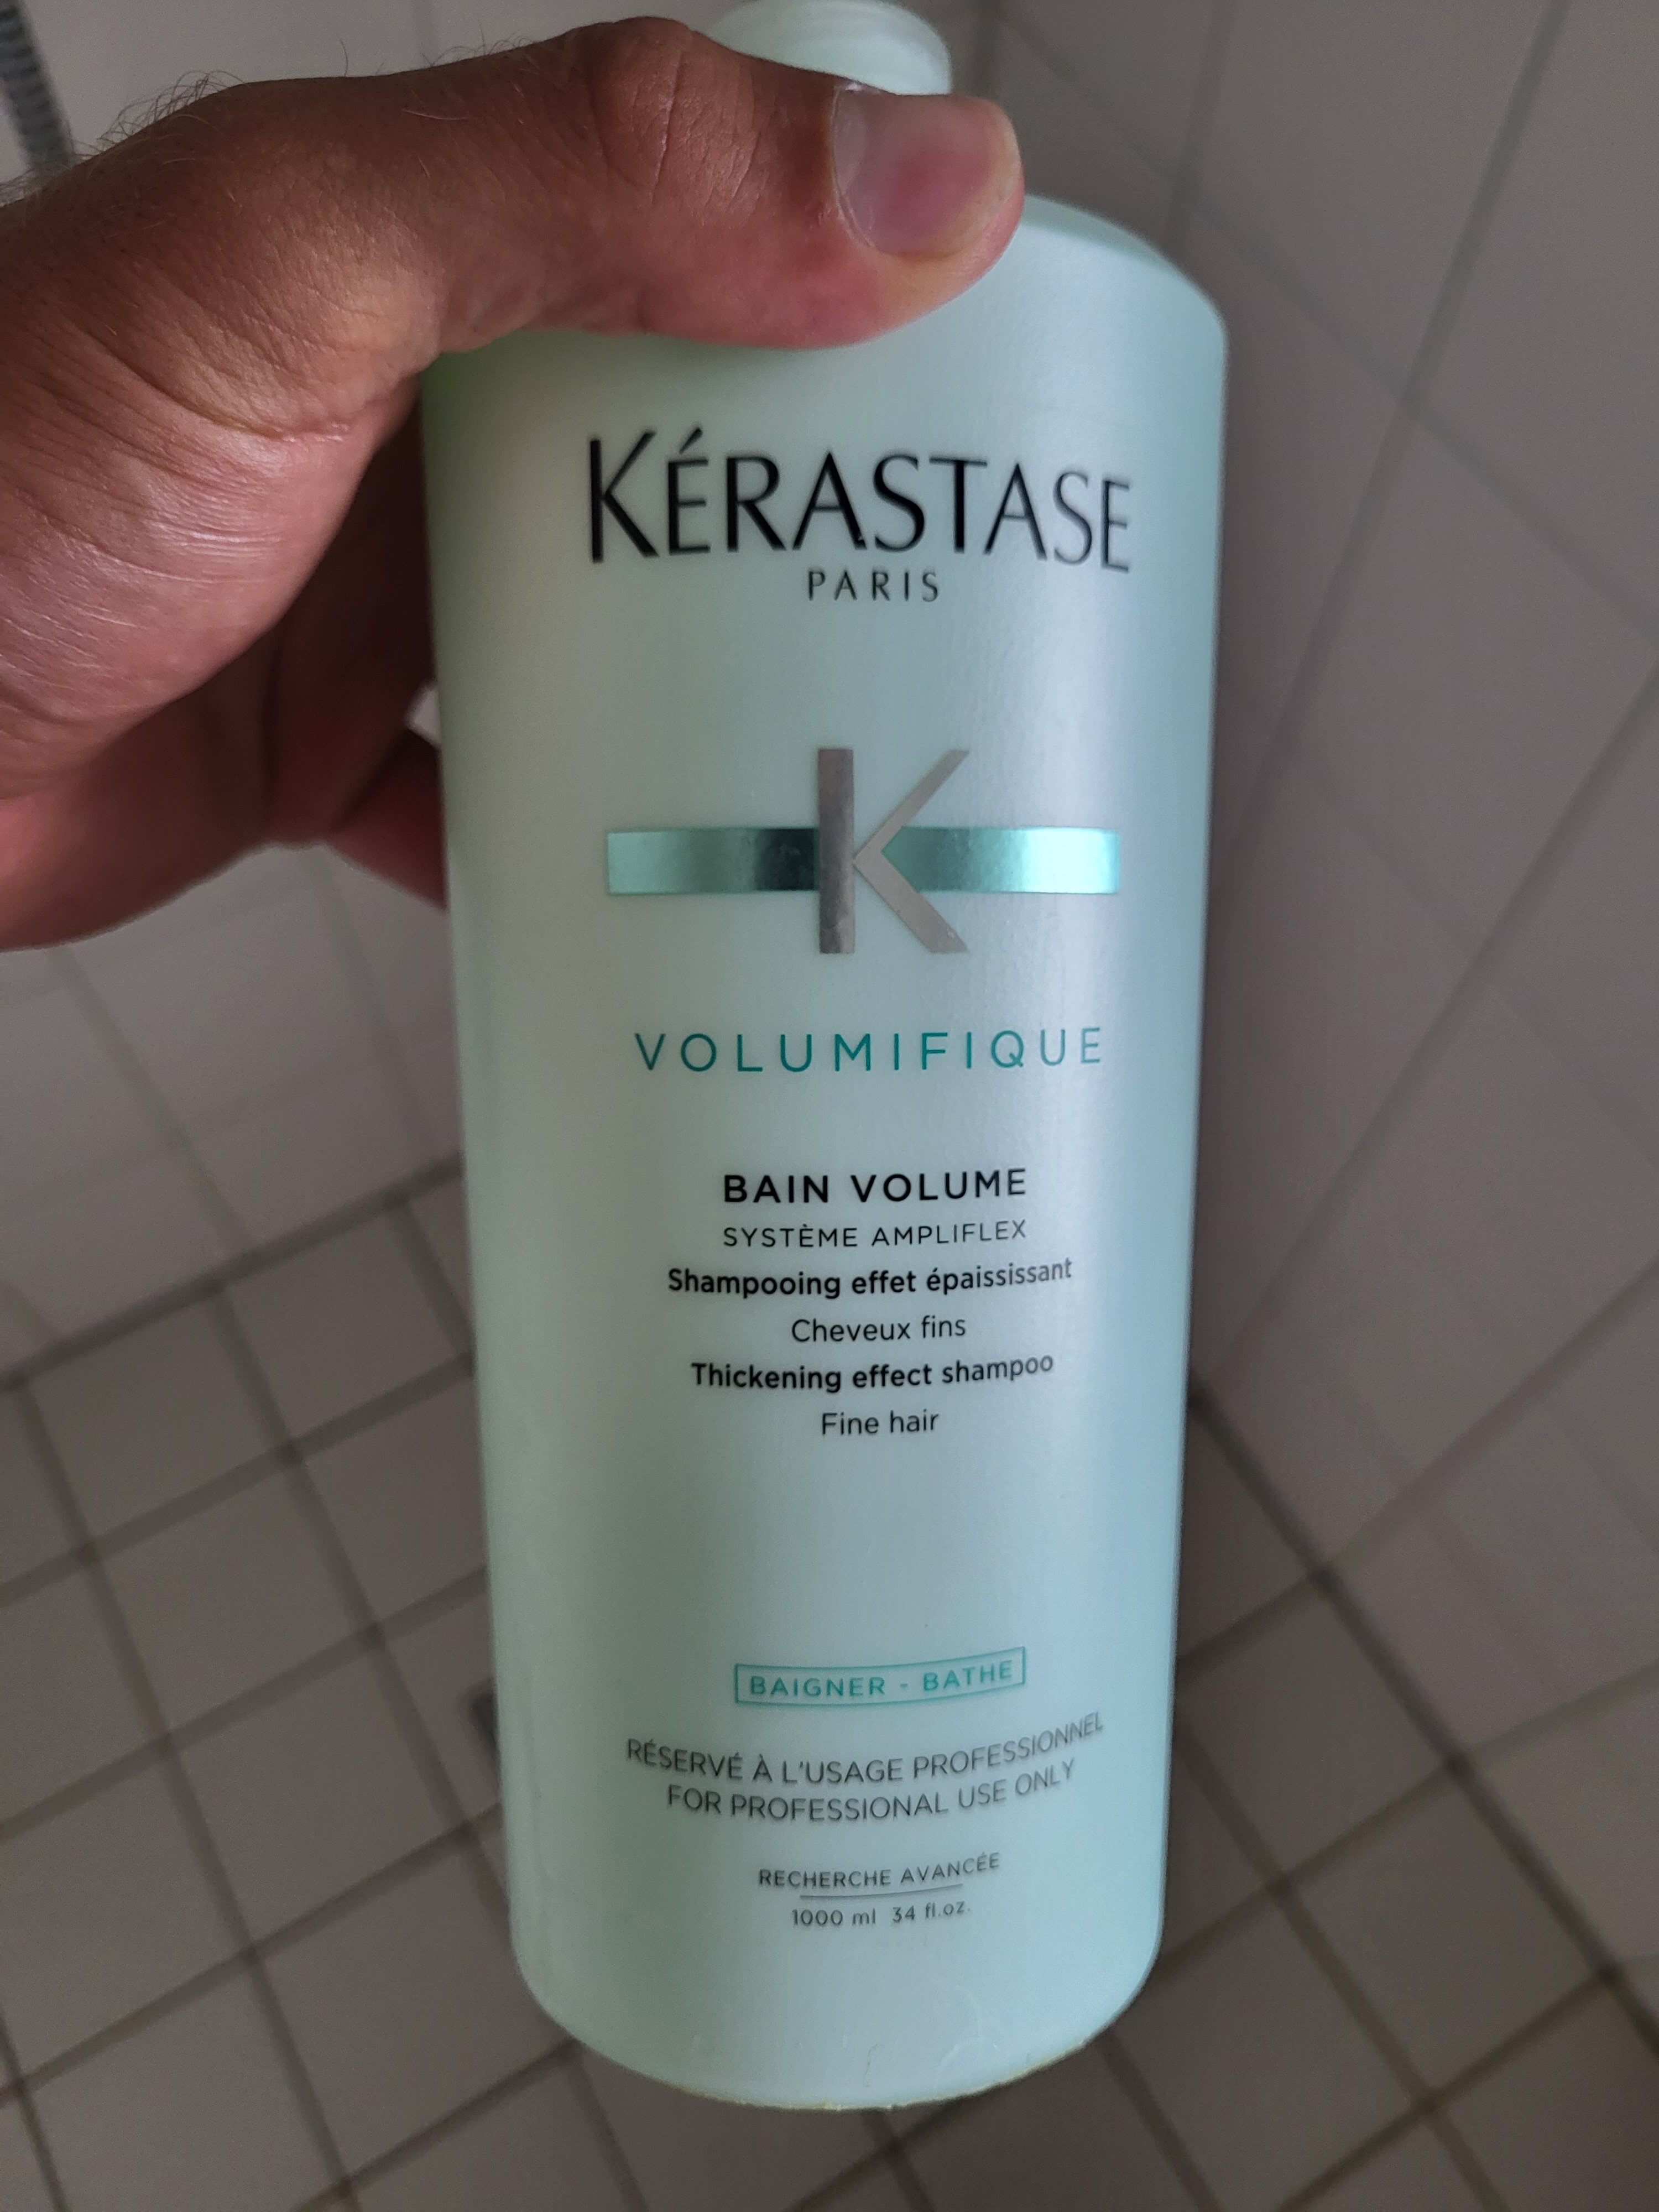 KÉRASTASE
PARIS
K
VOLUMIFIQUE
BAIN VOLUME
SYSTÈME AMPLIFLEX
Shampooing effet épaississant
Cheveux fins
Thickening effect shampoo
Fine hair
BAIGNER - BATHE
RÉSERVÉ À L'USAGE PROFESSIONNEL
FOR PROFESSIONAL USE ONLY
RECHERCHE AVANCÉE
1000 ml 34 fl.oz.